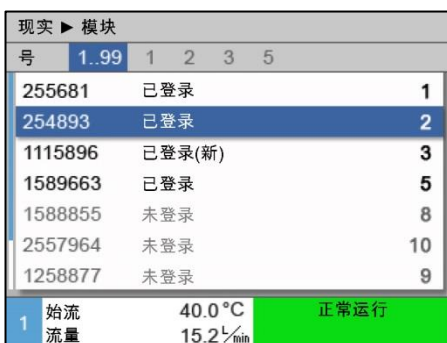 现实 ▶ 模块
号 1..99 1 2 3 5
255681 已登录 1
254893 已登录 2
1115896 已登录(新) 3
1589663 已登录 5
1588855 未登录 8
2557964 未登录 10
1258877 未登录 9
1 始流 40.0 °C 正常运行
流量 15.2 L/min